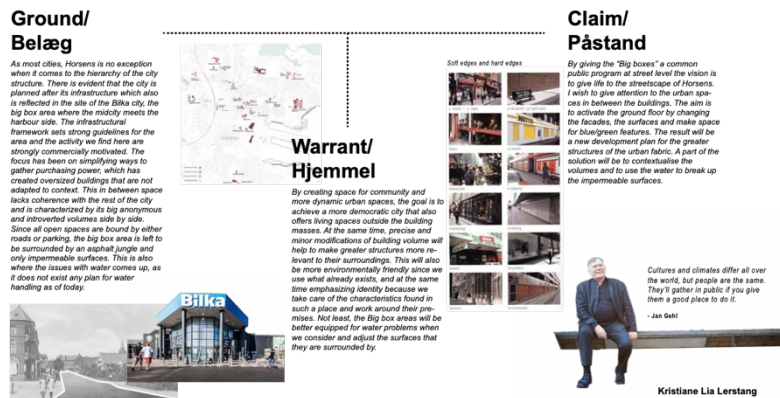 Ground/
Belæg
As most cities, Horsens is no exception
when it comes to the hierarchy of the city
structure. There is evident that the city is
planned after its infrastructure which also
is reflected in the site of the Bilka city, the
big box area where the midcity meets the
harbour side. The infrastructural
framework sets strong guidelines for the
area and the activity we find here are
strongly commercially motivated. The
focus has been on simplifying ways to
gather purchasing power, which has
created oversized buildings that are not
adapted to context. This in between space
lacks coherence with the rest of the city
and is characterized by its big anonymous
and introverted volumes side by side.
Since all open spaces are bound by either
roads or parking, the big box area is left to
be surrounded by an asphalt jungle and
only impermeable surfaces. This is also
where the issues with water comes up, as
it does not exist any plan for water
handling as of today.
Bilka
Warrant/
Hjemmel
By creating space for community and
more dynamic urban spaces, the goal is to
achieve a more democratic city that also
offers living spaces outside the building
masses. At the same time, precise and
minor modifications of building volume will
help to make greater structures more re-
levant to their surroundings. This will also
be more environmentally friendly since we
use what already exists, and at the same
time emphasizing identity because we
take care of the characteristics found in
such a place and work around their pre-
mises. Not least, the Big box areas will be
better equipped for water problems when
we consider and adjust the surfaces that
they are surrounded by.
Soft edges and hard edges
Claim/
Påstand
By giving the "Big boxes" a common
public program at street level the vision is
to give life to the streetscape of Horsens.
I wish to give attention to the urban spa-
ces in between the buildings. The aim is
to activate the ground floor by changing
the facades, the surfaces and make space
for blue/green features. The result will be
a new development plan for the greater
structures of the urban fabric. A part of the
solution will be to contextualise the
volumes and to use the water to break up
the impermeable surfaces.
Cultures and climates differ all over
the world, but people are the same.
They'll gather in public if you give
them a good place to do it.
- Jan Gehl
Kristiane Lia Lerstang